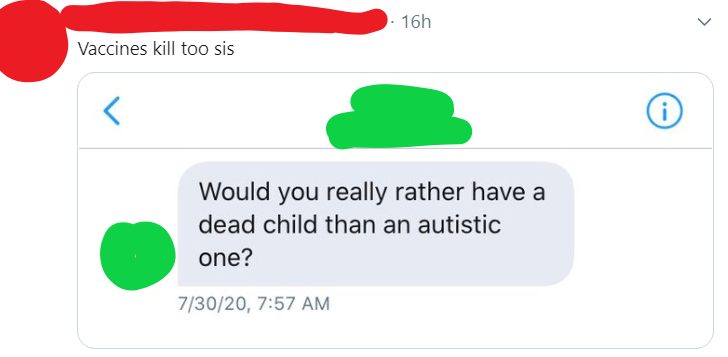 · 16h
Vaccines kill too sis
Would you really rather have a
dead child than an autistic
one?
7/30/20, 7:57 AM